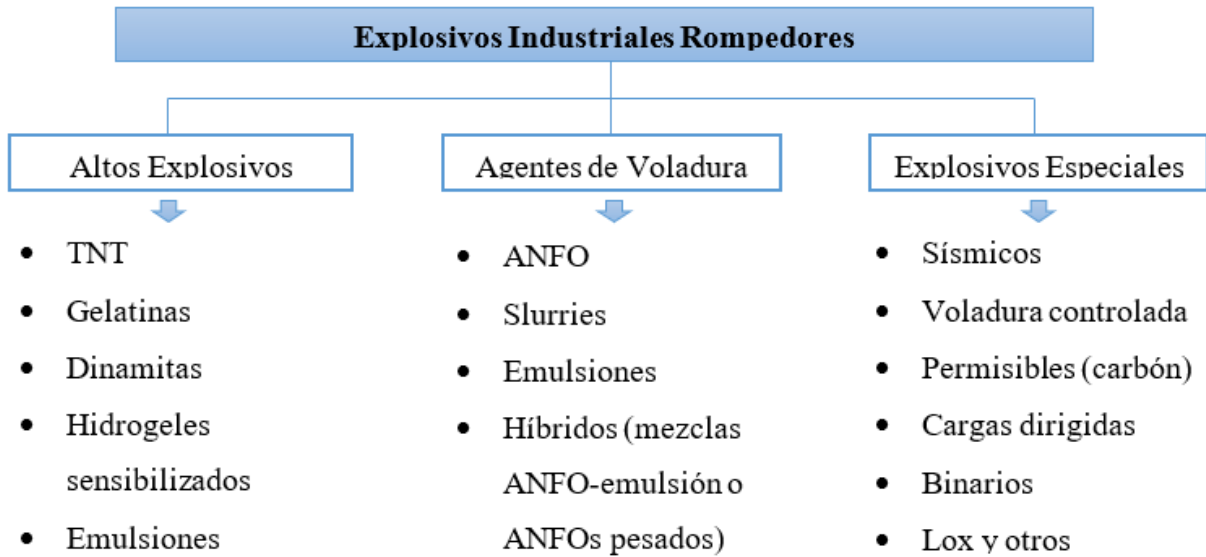 Explosivos Industriales Rompedores
Altos Explosivos
• TNT
• Gelatinas
• Dinamitas
• Hidrogeles
sensibilizados
• Emulsiones
Agentes de Voladura
• ANFO
• Slurries
• Emulsiones
• Híbridos (mezclas
ANFO-emulsión o
ANFOs pesados)
Explosivos Especiales
• Sísmicos
• Voladura controlada
• Permisibles (carbón)
• Cargas dirigidas
• Binarios
• Lox y otros